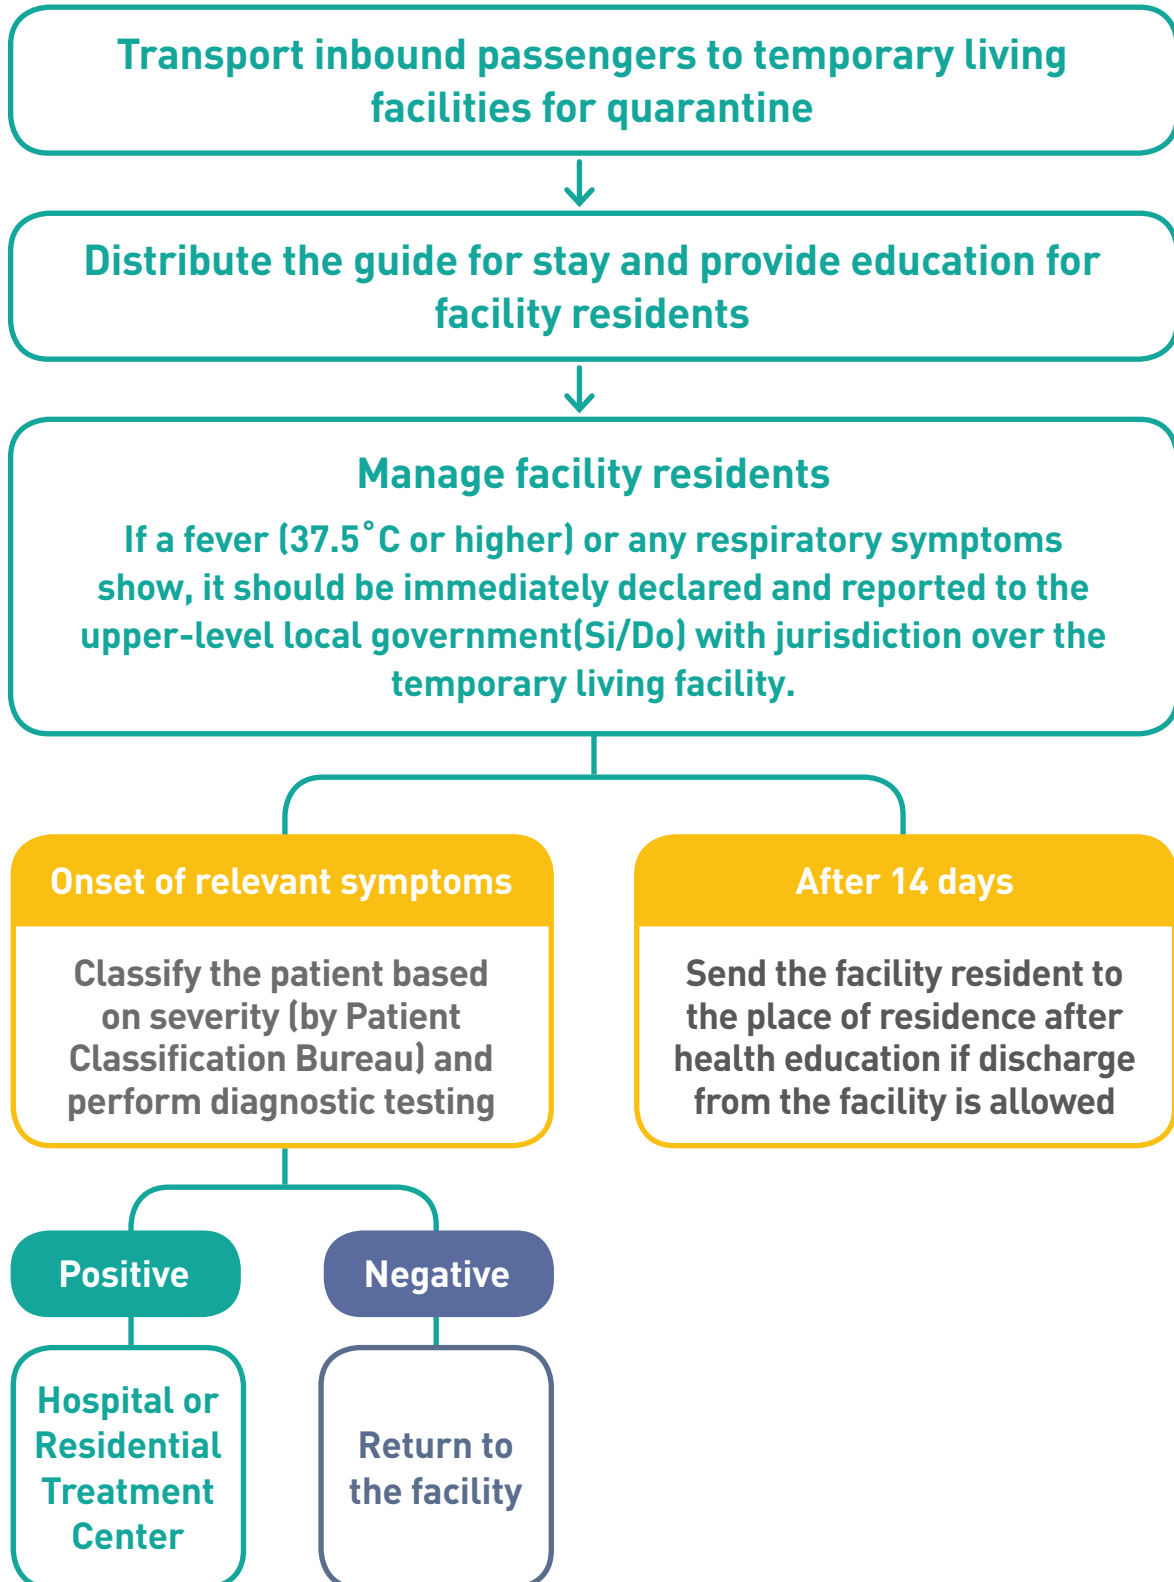 Transport inbound passengers to temporary living
facilities for quarantine
Distribute the guide for stay and provide education for
facility residents
Manage facility residents
If a fever (37.5˚C or higher) or any respiratory symptoms
show, it should be immediately declared and reported to the
upper-level local government(Si/Do) with jurisdiction over the
temporary living facility.
Onset of relevant symptoms
Classify the patient based
on severity (by Patient
Classification Bureau) and
perform diagnostic testing
After 14 days
Send the facility resident to
the place of residence after
health education if discharge
from the facility is allowed
Positive
Hospital or
Residential
Treatment
Center
Negative
Return to
the facility